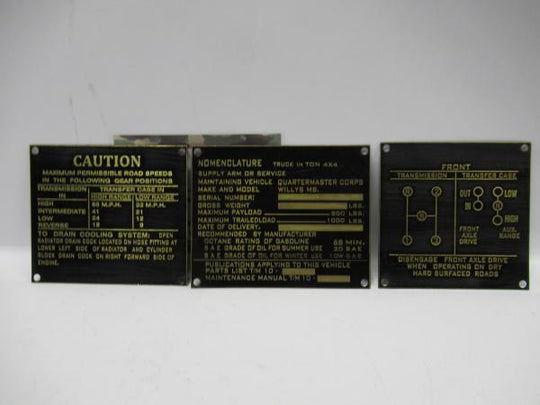 CAUTION
MAXIMUM PERMISSIBLE ROAD SPEEDS
IN THE FOLLOWING GEAR POSITIONS
TRANSMISSION IN TRANSFER CASE IN
HIGH RANGE LOW RANGE
HIGH 65 M.P.H. 33 M.P.H.
INTERMEDIATE 41 21
LOW 24 12
REVERSE 18 9
TO DRAIN COOLING SYSTEM: OPEN
RADIATOR DRAIN COCK LOCATED ON HOSE FITTING AT
LOWER LEFT SIDE OF RADIATOR AND CYLINDER
BLOCK DRAIN COCK ON RIGHT FORWARD SIDE OF
ENGINE.
NOMENCLATURE TRUCK ¼ TON 4X4
SUPPLY ARM OR SERVICE
MAINTAINING VEHICLE QUARTERMASTER CORPS
MAKE AND MODEL WILLYS MB.
SERIAL NUMBER:
GROSS WEIGHT LBS.
MAXIMUM PAYLOAD 800 LBS.
MAXIMUM TRAILEDLOAD 1000 LBS.
DATE OF DELIVERY:
RECOMMENDED BY MANUFACTURER
OCTANE RATING OF GASOLINE 68 MIN.
S A E GRADE OF OIL FOR SUMMER USE 30 S A E
S A E GRADE OF OIL FOR WINTER USE 10W S A E
PUBLICATIONS APPLYING TO THIS VEHICLE
PARTS LIST T/M 10 -
MAINTENANCE MANUAL T/M 10 -
FRONT
TRANSMISSION TRANSFER CASE
R 2 OUT LOW
N IN N
HIGH
1 3 FRONT AXLE DRIVE AUX. RANGE
DISENGAGE FRONT AXLE DRIVE
WHEN OPERATING ON DRY
HARD SURFACED ROADS